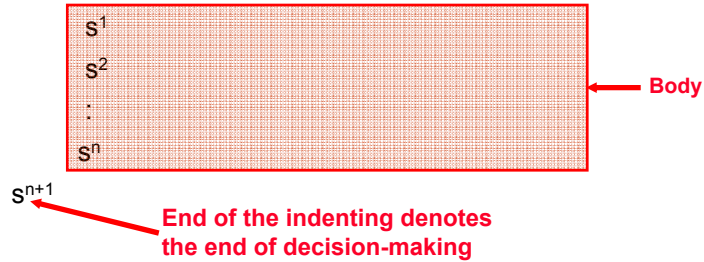 s¹
s²
:
sⁿ
Body
sⁿ⁺¹
End of the indenting denotes
the end of decision-making